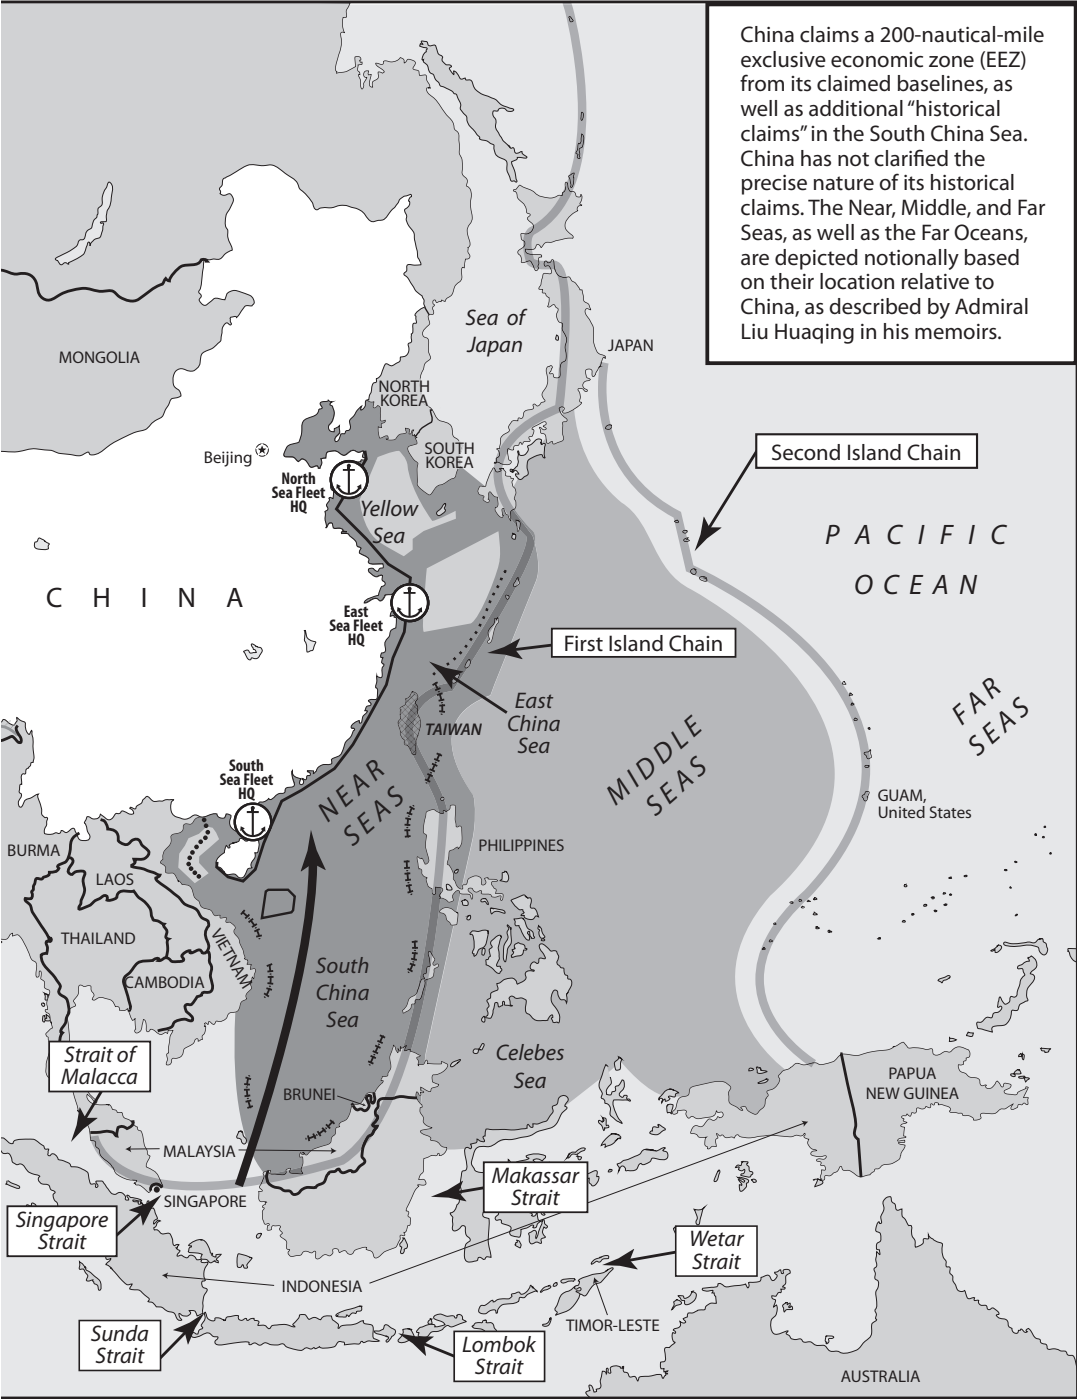 China claims a 200-nautical-mile
exclusive economic zone (EEZ)
from its claimed baselines, as
well as additional “historical
claims” in the South China Sea.
China has not clarified the
precise nature of its historical
claims. The Near, Middle, and Far
Seas, as well as the Far Oceans,
are depicted notionally based
on their location relative to
China, as described by Admiral
Liu Huaqing in his memoirs.
Sea of
Japan
JAPAN
MONGOLIA
NORTH
KOREA
SOUTH
KOREA
Beijing
North
Sea Fleet
HQ
Yellow
Sea
Second Island Chain
PACIFIC
OCEAN
CHINA
East
Sea Fleet
HQ
First Island Chain
East
China
Sea
TAIWAN
FAR
SEAS
MIDDLE
SEAS
NEAR
SEAS
South
Sea Fleet
HQ
GUAM,
United States
PHILIPPINES
BURMA
LAOS
THAILAND
VIETNAM
CAMBODIA
South
China
Sea
Strait of
Malacca
Celebes
Sea
BRUNEI
PAPUA
NEW GUINEA
MALAYSIA
SINGAPORE
Makassar
Strait
Singapore
Strait
Wetar
Strait
INDONESIA
TIMOR-LESTE
Sunda
Strait
Lombok
Strait
AUSTRALIA